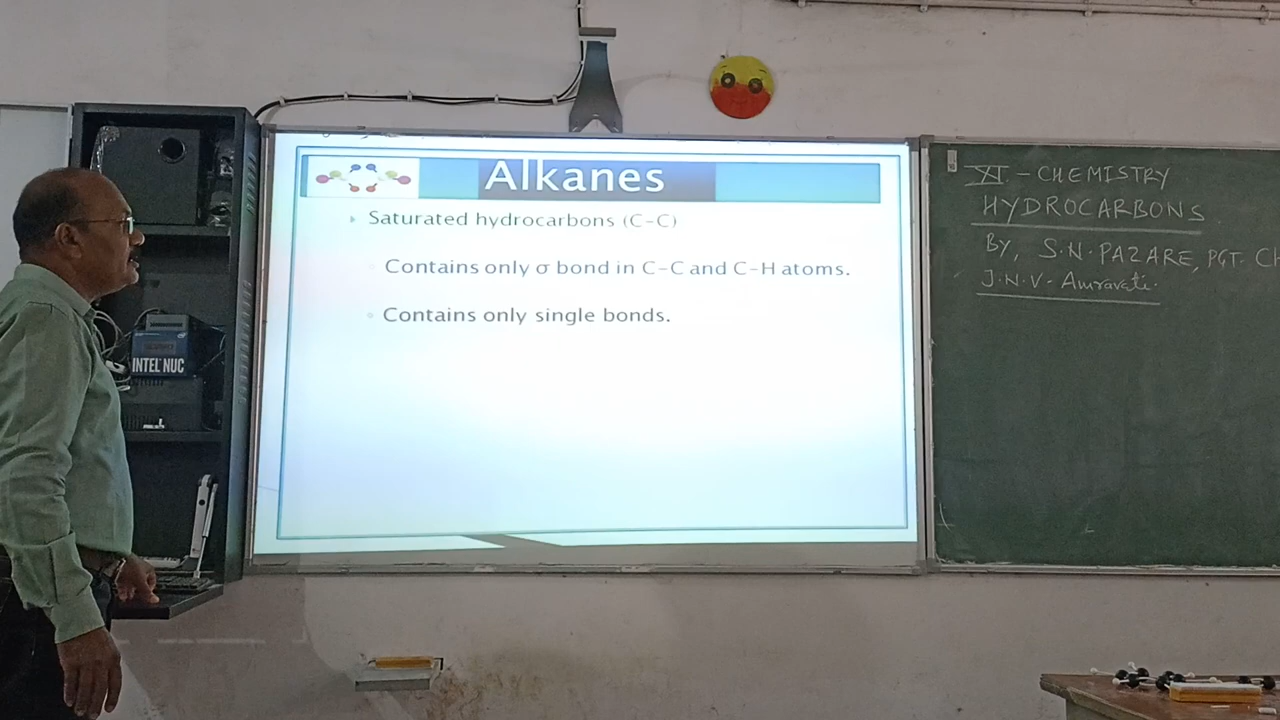 Alkanes
Saturated hydrocarbons (C-C)
Contains only σ bond in C-C and C-H atoms.
Contains only single bonds.
INTEL NUC
XI - CHEMISTRY
HYDROCARBONS
By, S.N. PAZARE, PGT. CH
J.N.V - Amravati.